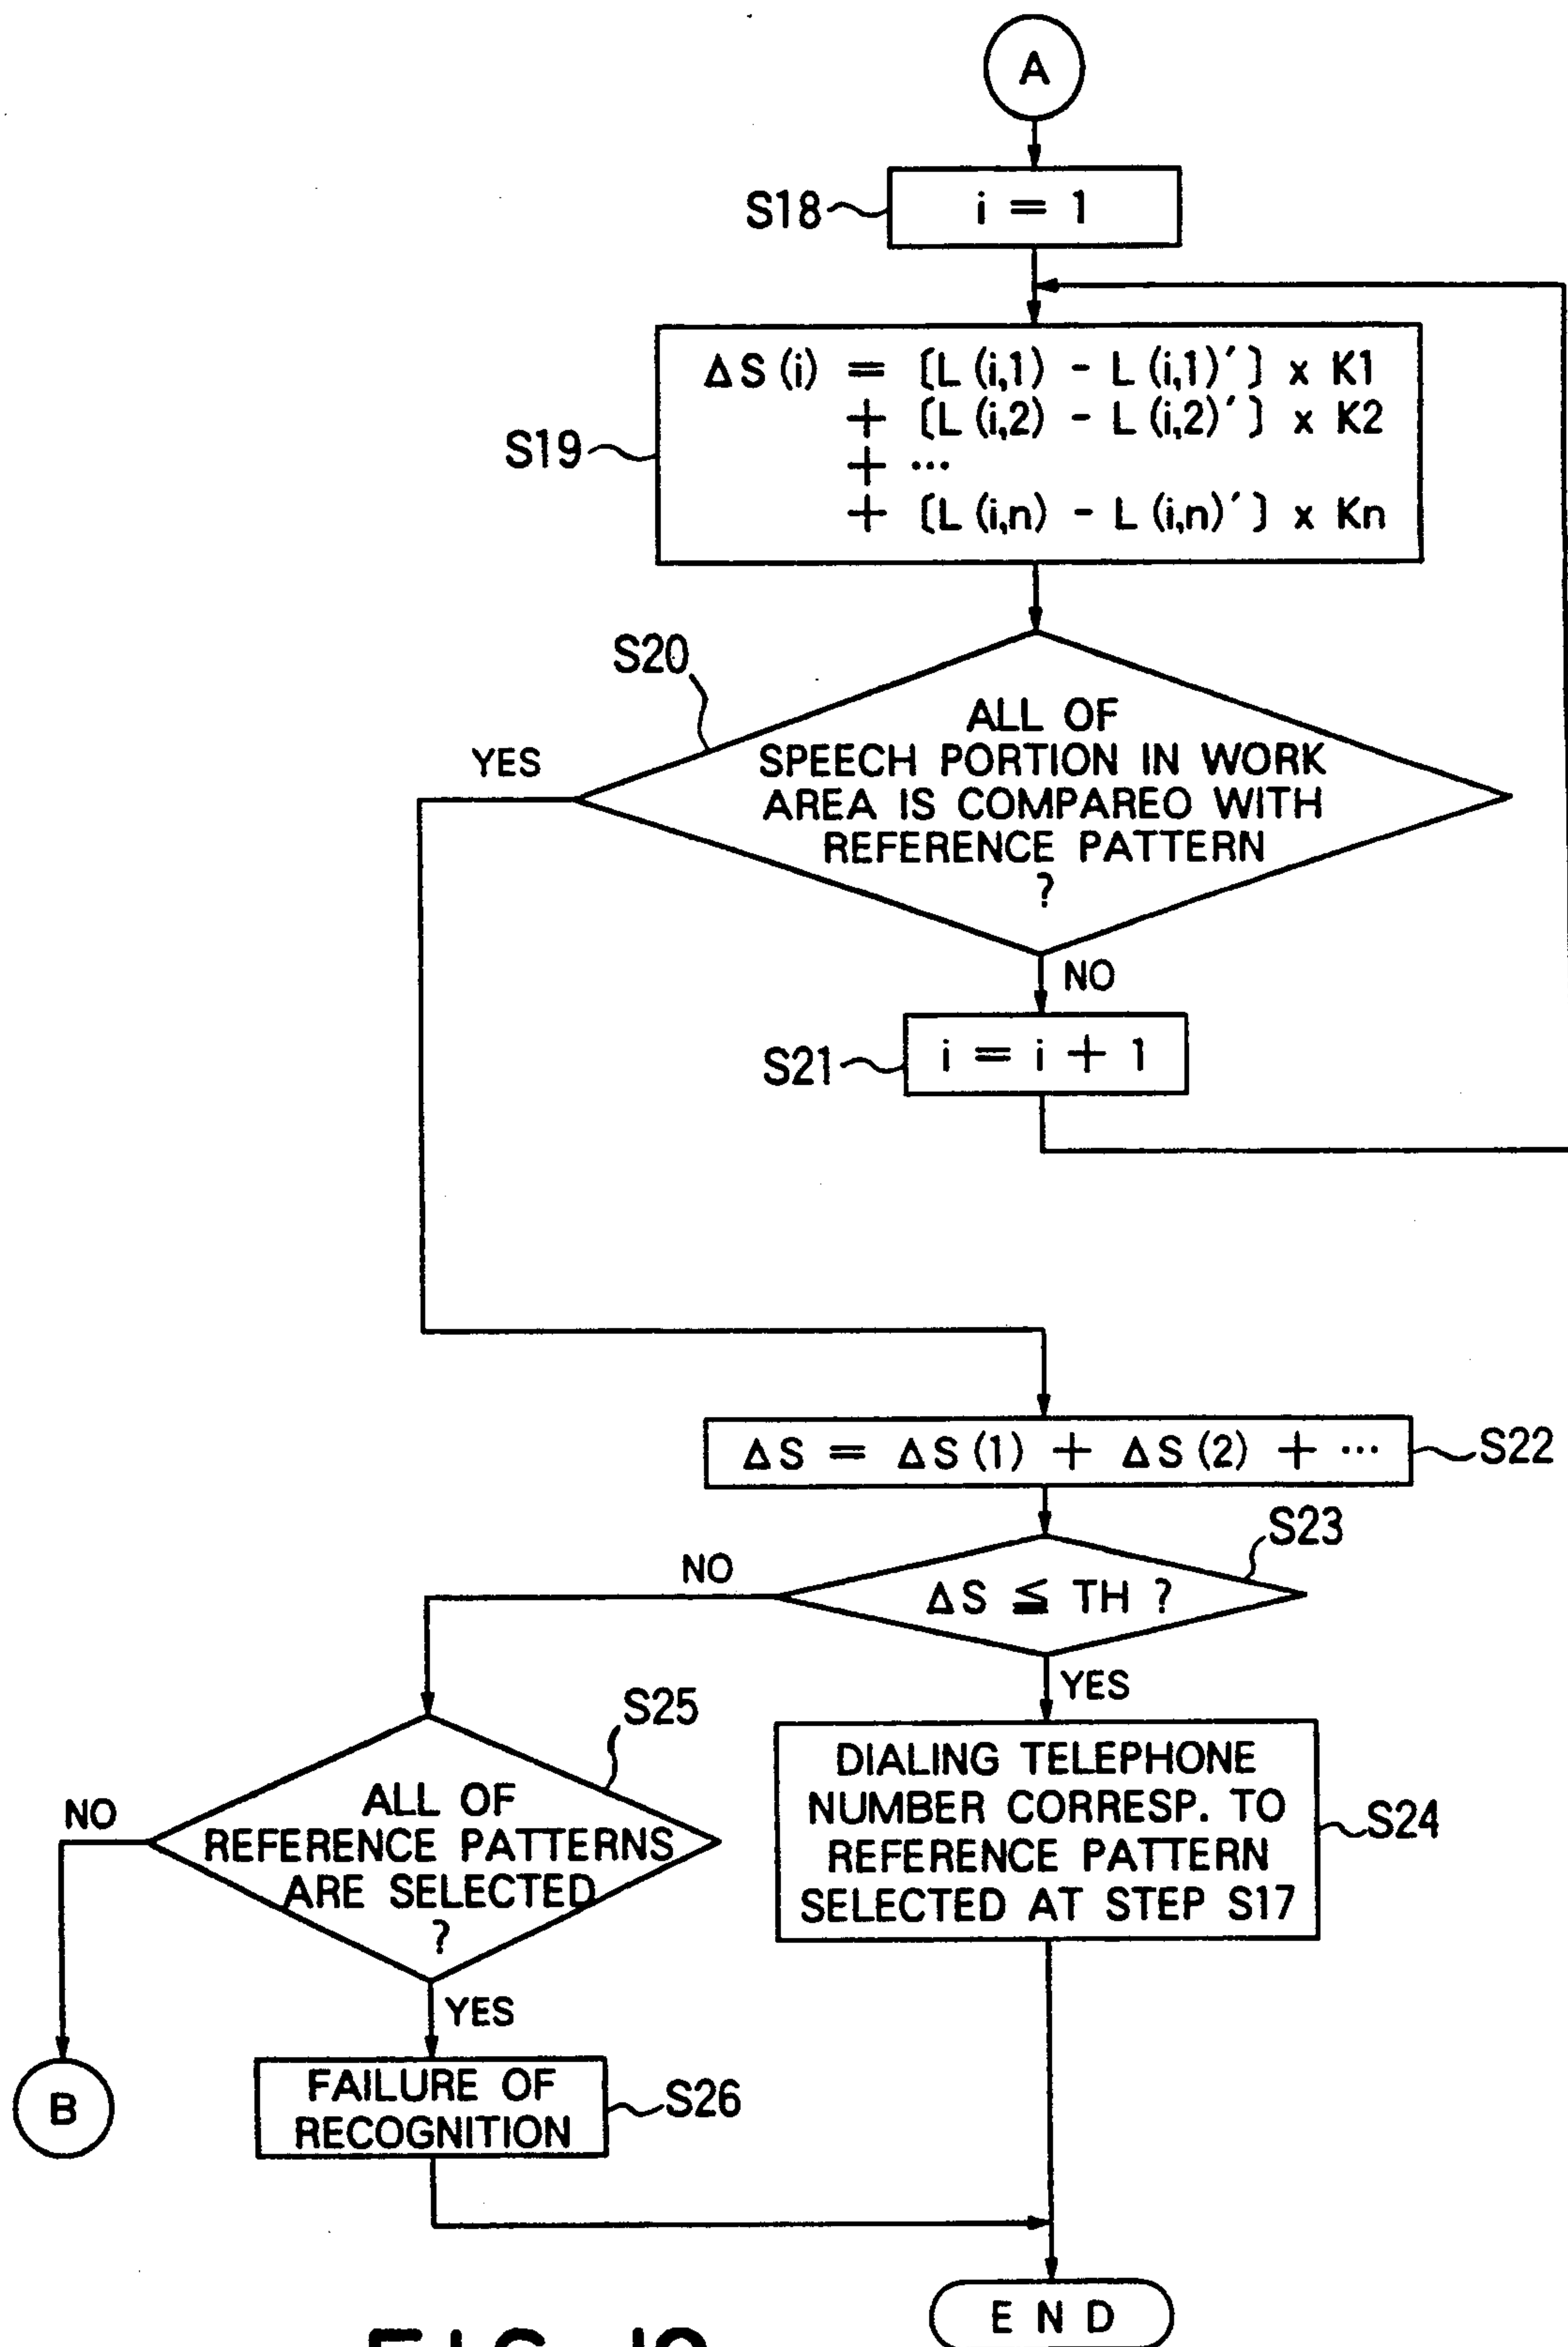 A
S18
i = 1
S19
ΔS (i) = [L (i,1) - L (i,1)′] x K1
+ [L (i,2) - L (i,2)′] x K2
+ ···
+ [L (i,n) - L (i,n)′] x Kn
S20
ALL OF
SPEECH PORTION IN WORK
AREA IS COMPAREO WITH
REFERENCE PATTERN
?
YES
NO
S21
i = i + 1
ΔS = ΔS (1) + ΔS (2) + ···
S22
S23
ΔS ≦ TH ?
NO
YES
S25
ALL OF
REFERENCE PATTERNS
ARE SELECTED
?
NO
YES
DIALING TELEPHONE
NUMBER CORRESP. TO
REFERENCE PATTERN
SELECTED AT STEP S17
S24
B
FAILURE OF
RECOGNITION
S26
END
FIG.